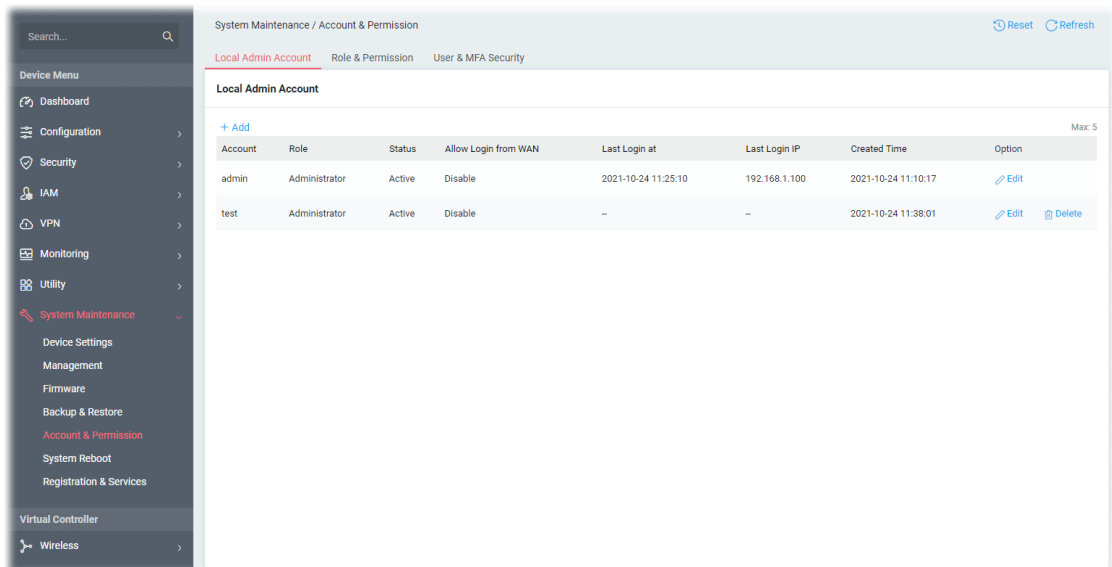 Search...
Device Menu
Dashboard
Configuration
Security
IAM
VPN
Monitoring
Utility
System Maintenance
Device Settings
Management
Firmware
Backup & Restore
Account & Permission
System Reboot
Registration & Services
Virtual Controller
Wireless
System Maintenance / Account & Permission
Reset Refresh
Local Admin Account Role & Permission User & MFA Security
Local Admin Account
+ Add Max: 5
Account Role Status Allow Login from WAN Last Login at Last Login IP Created Time Option
admin Administrator Active Disable 2021-10-24 11:25:10 192.168.1.100 2021-10-24 11:10:17 Edit
test Administrator Active Disable -- -- 2021-10-24 11:38:01 Edit Delete